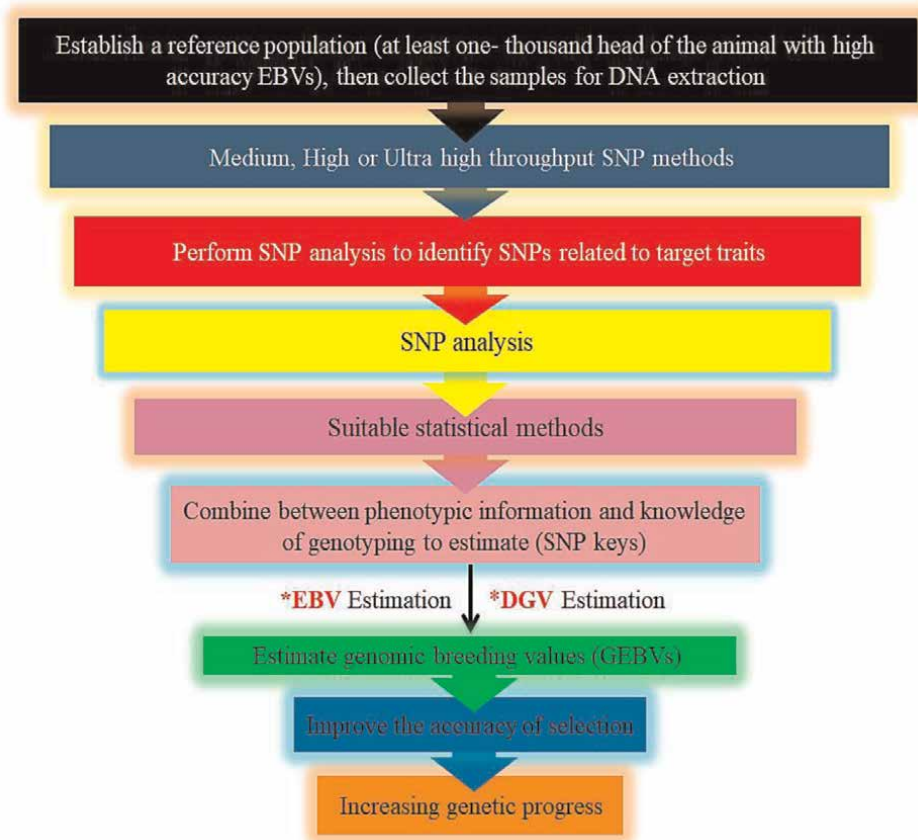 Establish a reference population (at least one- thousand head of the animal with high
accuracy EBVs), then collect the samples for DNA extraction
Medium, High or Ultra high throughput SNP methods
Perform SNP analysis to identify SNPs related to target traits
SNP analysis
Suitable statistical methods
Combine between phenotypic information and knowledge
of genotyping to estimate (SNP keys)
*EBV Estimation *DGV Estimation
Estimate genomic breeding values (GEBVs)
Improve the accuracy of selection
Increasing genetic progress